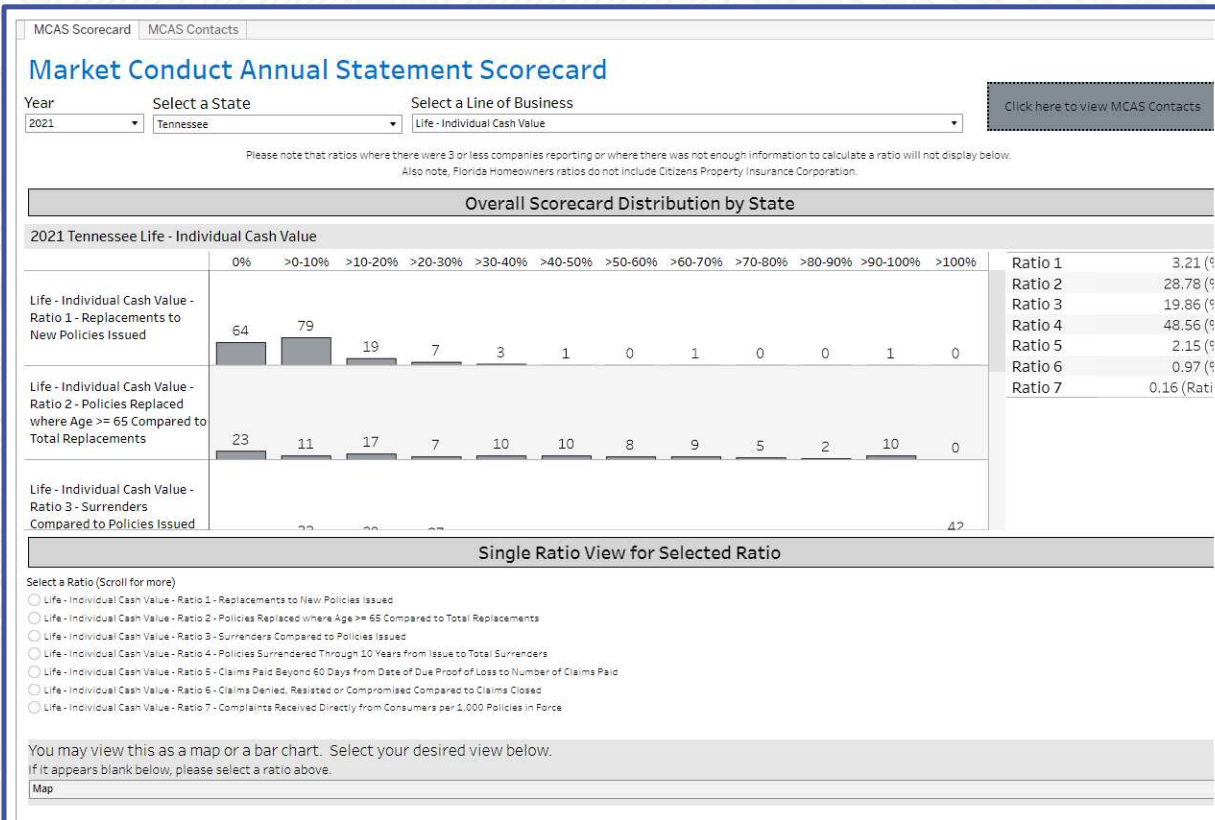 MCAS Scorecard MCAS Contacts
Market Conduct Annual Statement Scorecard
Year Select a State Select a Line of Business
2021 Tennessee Life - Individual Cash Value
Click here to view MCAS Contacts
Please note that ratios where there were 3 or less companies reporting or where there was not enough information to calculate a ratio will not display below.
Also note, Florida Homeowners ratios do not include Citizens Property Insurance Corporation.
Overall Scorecard Distribution by State
2021 Tennessee Life - Individual Cash Value
0% >0-10% >10-20% >20-30% >30-40% >40-50% >50-60% >60-70% >70-80% >80-90% >90-100% >100%
Life - Individual Cash Value -
Ratio 1 - Replacements to
New Policies Issued
64 79 19 7 3 1 0 1 0 0 1 0
Life - Individual Cash Value -
Ratio 2 - Policies Replaced
where Age >= 65 Compared to
Total Replacements
23 11 17 7 10 10 8 9 5 2 10 0
Life - Individual Cash Value -
Ratio 3 - Surrenders
Compared to Policies Issued
42
Ratio 1 3.21 (%
Ratio 2 28.78 (%
Ratio 3 19.86 (%
Ratio 4 48.56 (%
Ratio 5 2.15 (%
Ratio 6 0.97 (%
Ratio 7 0.16 (Rati
Single Ratio View for Selected Ratio
Select a Ratio (Scroll for more)
Life - Individual Cash Value - Ratio 1 - Replacements to New Policies Issued
Life - Individual Cash Value - Ratio 2 - Policies Replaced where Age >= 65 Compared to Total Replacements
Life - Individual Cash Value - Ratio 3 - Surrenders Compared to Policies Issued
Life - Individual Cash Value - Ratio 4 - Policies Surrendered Through 10 Years from Issue to Total Surrenders
Life - Individual Cash Value - Ratio 5 - Claims Paid Beyond 60 Days from Date of Due Proof of Loss to Number of Claims Paid
Life - Individual Cash Value - Ratio 6 - Claims Denied, Resisted or Compromised Compared to Claims Closed
Life - Individual Cash Value - Ratio 7 - Complaints Received Directly from Consumers per 1,000 Policies in Force
You may view this as a map or a bar chart. Select your desired view below.
If it appears blank below, please select a ratio above.
Map